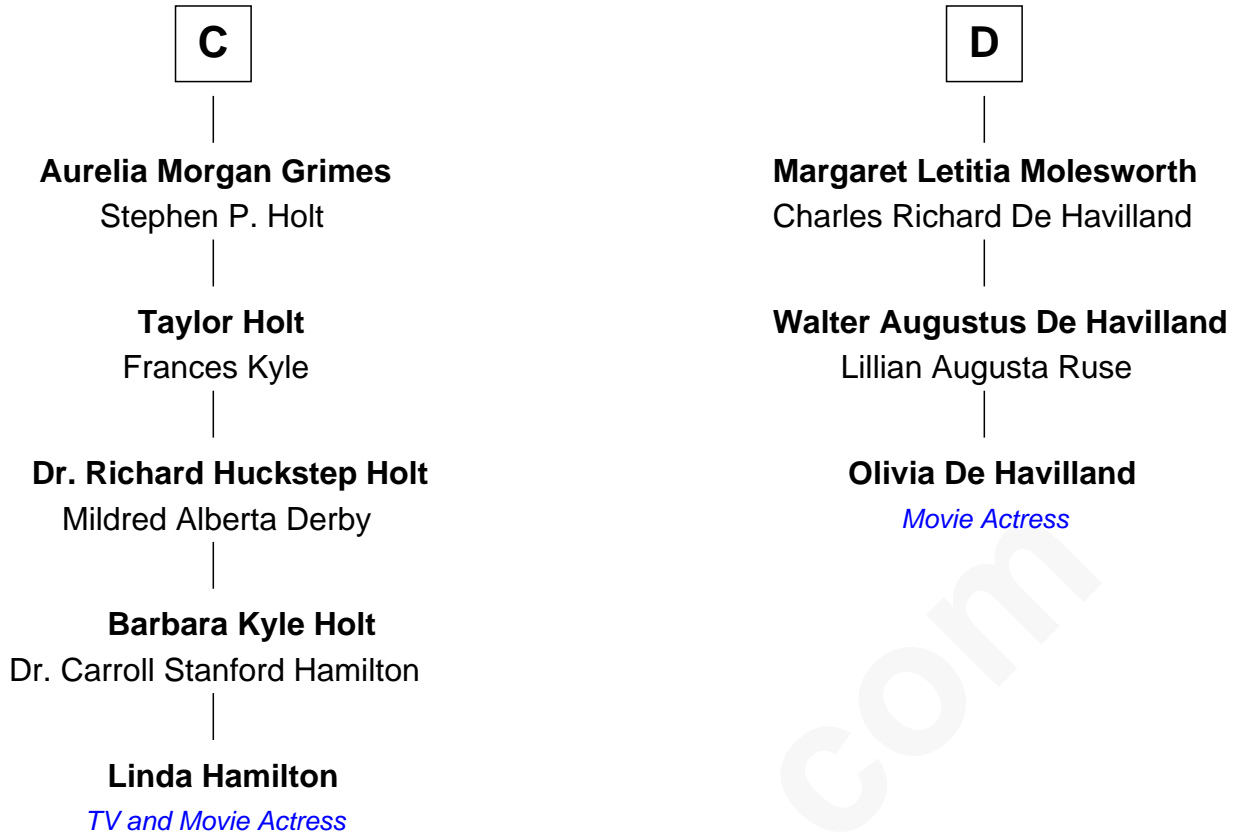 C
Aurelia Morgan Grimes
Stephen P. Holt
Taylor Holt
Frances Kyle
Dr. Richard Huckstep Holt
Mildred Alberta Derby
Barbara Kyle Holt
Dr. Carroll Stanford Hamilton
Linda Hamilton
TV and Movie Actress
D
Margaret Letitia Molesworth
Charles Richard De Havilland
Walter Augustus De Havilland
Lillian Augusta Ruse
Olivia De Havilland
Movie Actress
com